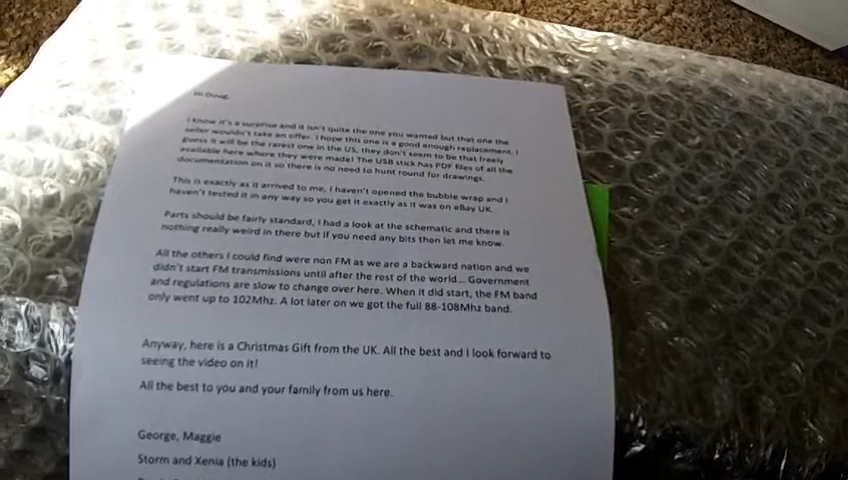 Hi Doug,
I know it's a surprise and it isn't quite the one you wanted but that one the
seller wouldn't take an offer. I hope this one is a good enough replacement. I
guess it will be the rarest one in the US, they don't seem to be that freely
available here where they were made! The USB stick has PDF files of all the
documentation on it so there is no need to hunt round for drawings.
This is exactly as it arrived to me, I haven't opened the bubble wrap and I
haven't tested it in any way so you get it exactly as it was on eBay UK.
Parts should be fairly standard, I had a look at the schematic and there is
nothing really weird in there but if you need any bits then let me know.
All the others I could find were non FM as we are a backward nation and we
didn't start FM transmissions until after the rest of the world... Government
and regulations are slow to change over here. When it did start, the FM band
only went up to 102Mhz. A lot later on we got the full 88-108Mhz band.
Anyway, here is a Christmas Gift from the UK. All the best and I look forward to
seeing the video on it!
All the best to you and your family from us here.
George, Maggie
Storm and Xenia (the kids)